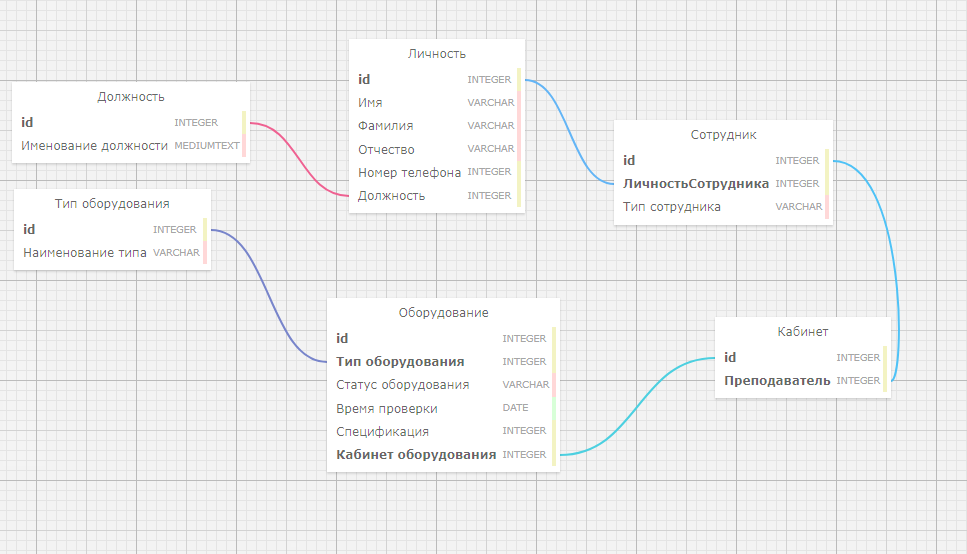 Должность
id INTEGER
Именование должности MEDIUMTEXT
Тип оборудования
id INTEGER
Наименование типа VARCHAR
Личность
id INTEGER
Имя VARCHAR
Фамилия VARCHAR
Отчество VARCHAR
Номер телефона INTEGER
Должность INTEGER
Сотрудник
id INTEGER
ЛичностьСотрудника INTEGER
Тип сотрудника VARCHAR
Оборудование
id INTEGER
Тип оборудования INTEGER
Статус оборудования VARCHAR
Время проверки DATE
Спецификация INTEGER
Кабинет оборудования INTEGER
Кабинет
id INTEGER
Преподаватель INTEGER